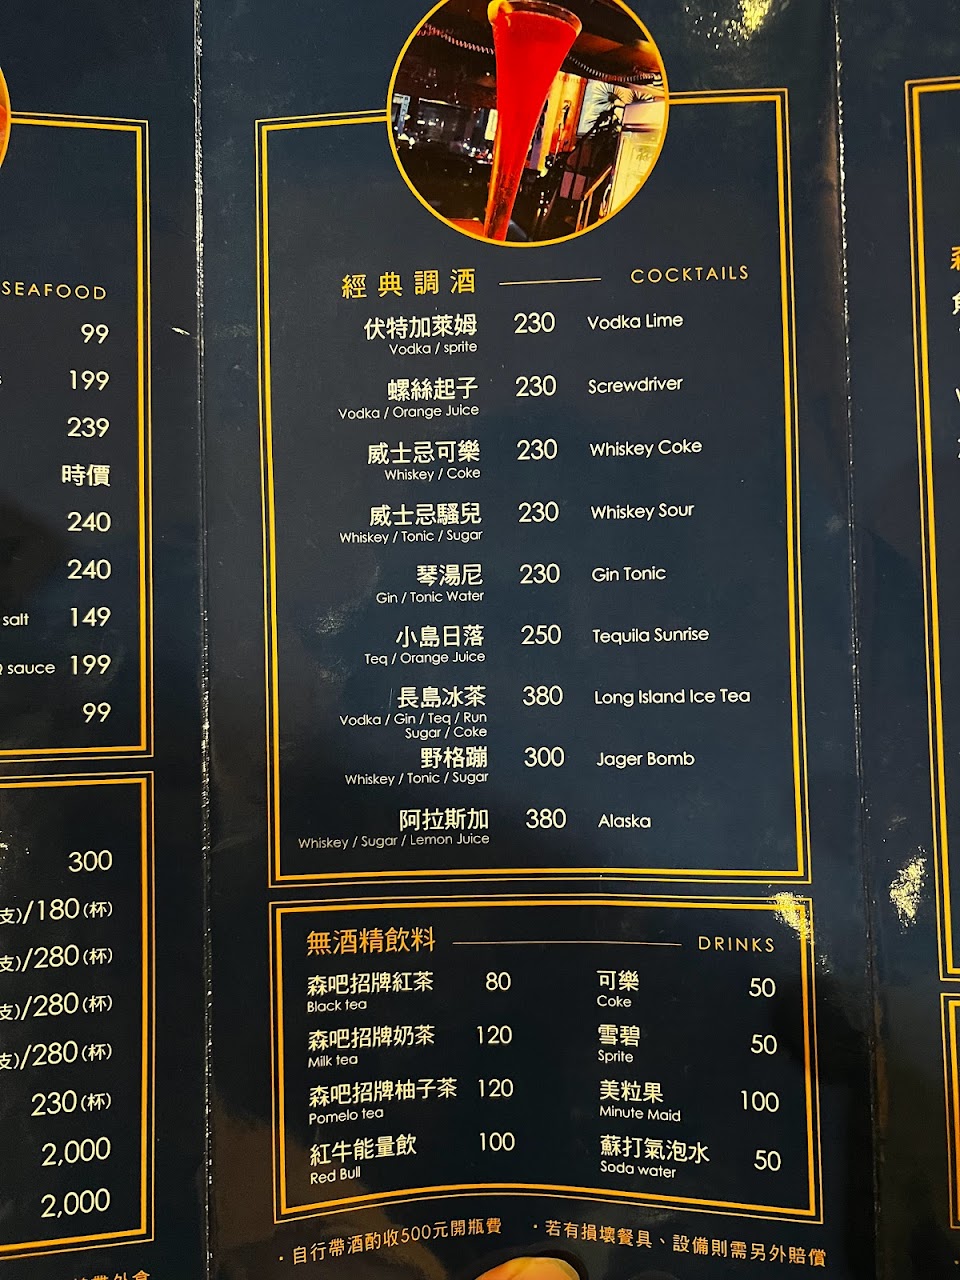 SEAFOOD
99
199
239
時價
240
240
salt 149
sauce 199
99
300
/180(杯)
/280(杯)
/280(杯)
/280(杯)
230(杯)
2,000
2,000
經典調酒 COCKTAILS
伏特加萊姆 230 Vodka Lime
Vodka / sprite
螺絲起子 230 Screwdriver
Vodka / Orange Juice
威士忌可樂 230 Whiskey Coke
Whiskey / Coke
威士忌騷兒 230 Whiskey Sour
Whiskey / Tonic / Sugar
琴湯尼 230 Gin Tonic
Gin / Tonic Water
小島日落 250 Tequila Sunrise
Teq / Orange Juice
長島冰茶 380 Long Island Ice Tea
Vodka / Gin / Teq / Run
Sugar / Coke
野格蹦 300 Jager Bomb
Whiskey / Tonic / Sugar
阿拉斯加 380 Alaska
Whiskey / Sugar / Lemon Juice
無酒精飲料 DRINKS
森吧招牌紅茶 80
Black tea
森吧招牌奶茶 120
Milk tea
森吧招牌柚子茶 120
Pomelo tea
紅牛能量飲 100
Red Bull
可樂 50
Coke
雪碧 50
Sprite
美粒果 100
Minute Maid
蘇打氣泡水 50
Soda water
·自行帶酒酌收500元開瓶費 ·若有損壞餐具、設備則需另外賠償